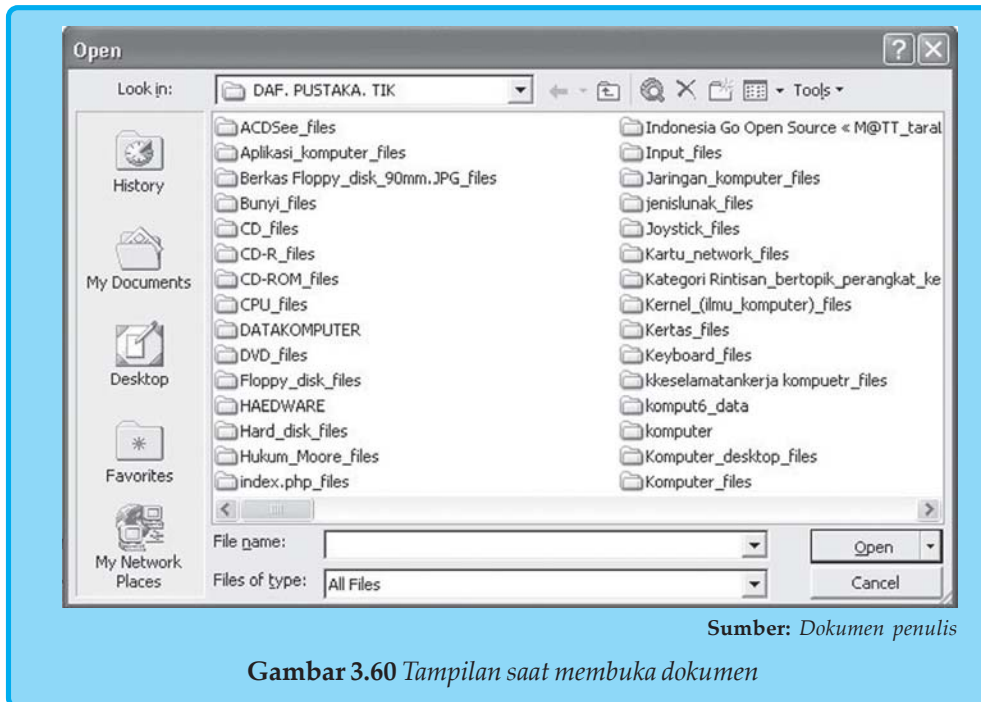 Open
Look in:
DAF. PUSTAKA. TIK
Tools
History
My Documents
Desktop
Favorites
My Network
Places
ACDSee_files
Aplikasi_komputer_files
Berkas Floppy_disk_90mm.JPG_files
Bunyi_files
CD_files
CD-R_files
CD-ROM_files
CPU_files
DATAKOMPUTER
DVD_files
Floppy_disk_files
HAEDWARE
Hard_disk_files
Hukum_Moore_files
index.php_files
Indonesia Go Open Source « M@TT_taral
Input_files
Jaringan_komputer_files
jenislunak_files
Joystick_files
Kartu_network_files
Kategori Rintisan_bertopik_perangkat_ke
Kernel_(ilmu_komputer)_files
Kertas_files
Keyboard_files
kkeselamatankerja kompuetr_files
komput6_data
komputer
Komputer_desktop_files
Komputer_files
File name:
Open
Files of type:
All Files
Cancel
Sumber: Dokumen penulis
Gambar 3.60 Tampilan saat membuka dokumen